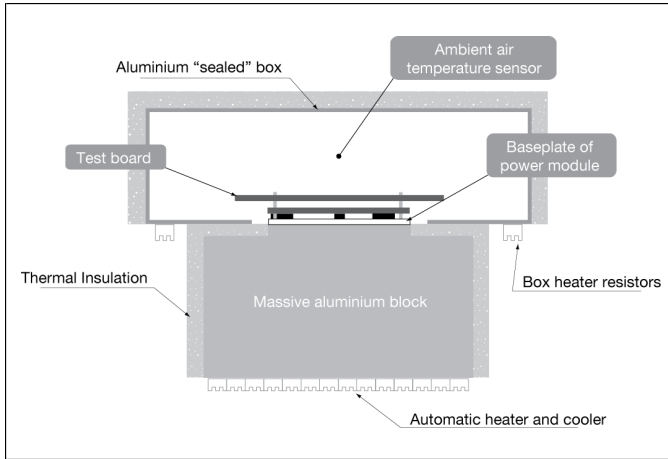 Ambient air
temperature sensor
Aluminium “sealed” box
Test board
Baseplate of
power module
Thermal Insulation
Box heater resistors
Massive aluminium block
Automatic heater and cooler